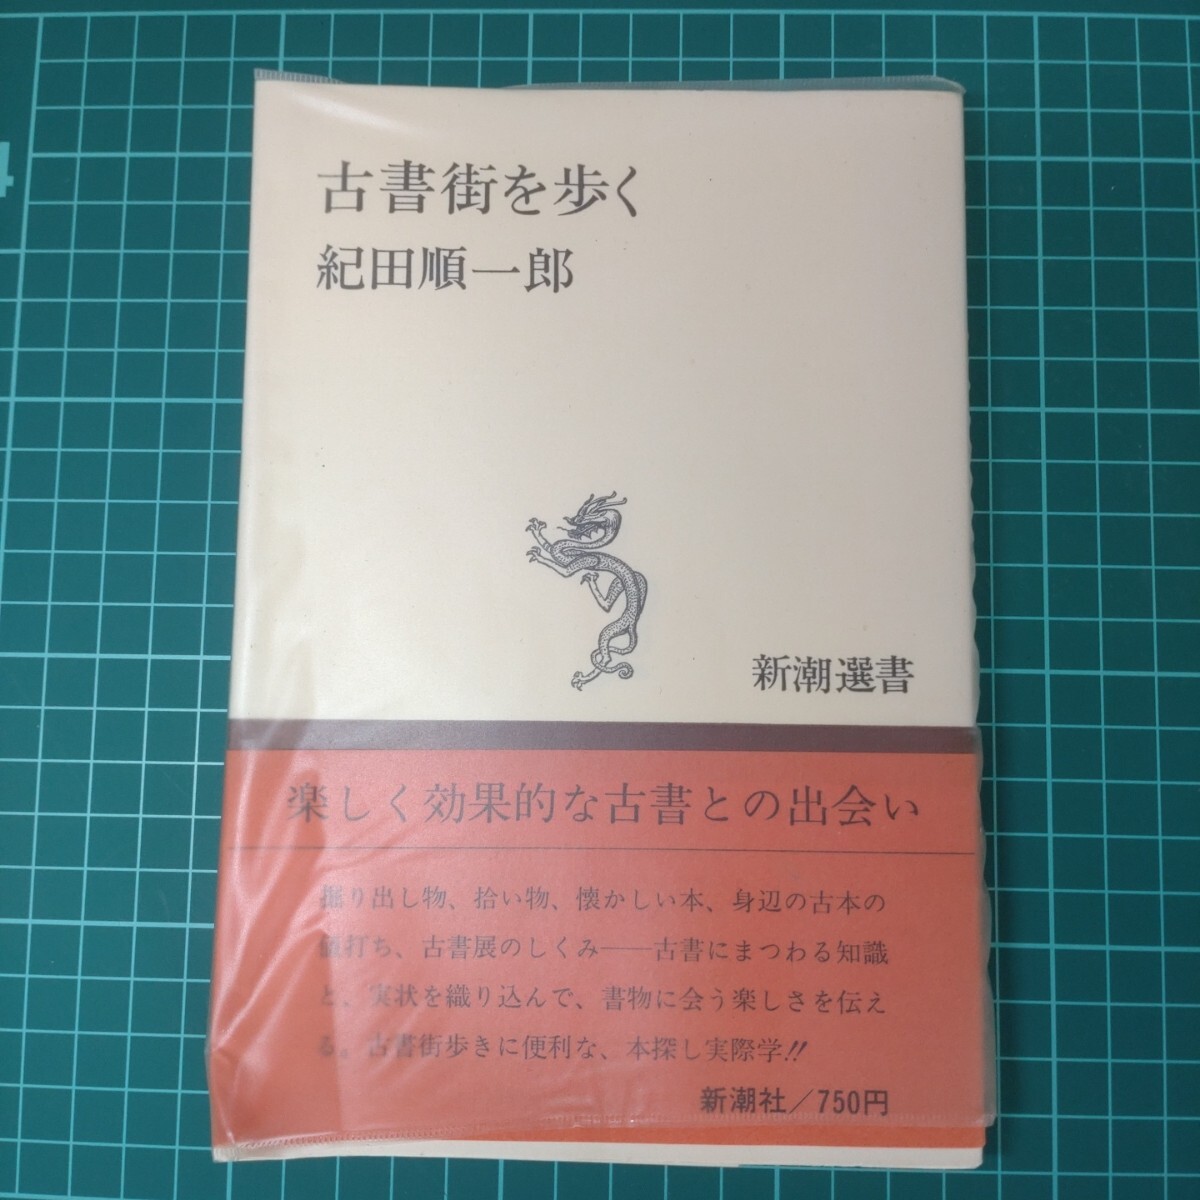 古書街を歩く
紀田順一郎
新潮選書
楽しく効果的な古書との出会い
掘り出し物、拾い物、懐かしい本、身辺の古本の
値打ち、古書展のしくみ――古書にまつわる知識
と、実状を織り込んで、書物に会う楽しさを伝え
る。古書街歩きに便利な、本探し実際学!!
新潮社／750円
4